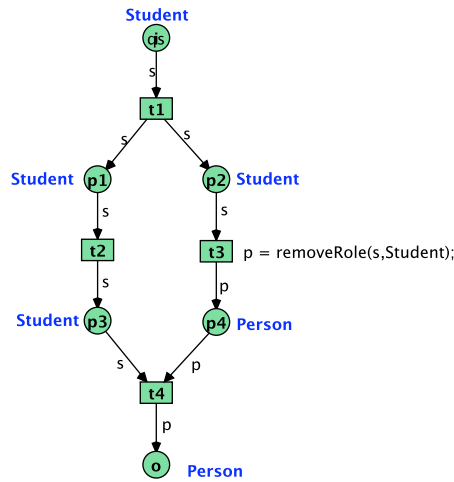 Student
s
t1
s s
Student p1 p2 Student
s s
t2 t3 p = removeRole(s,Student);
s p
Student p3 p4 Person
s p
t4
p
o Person